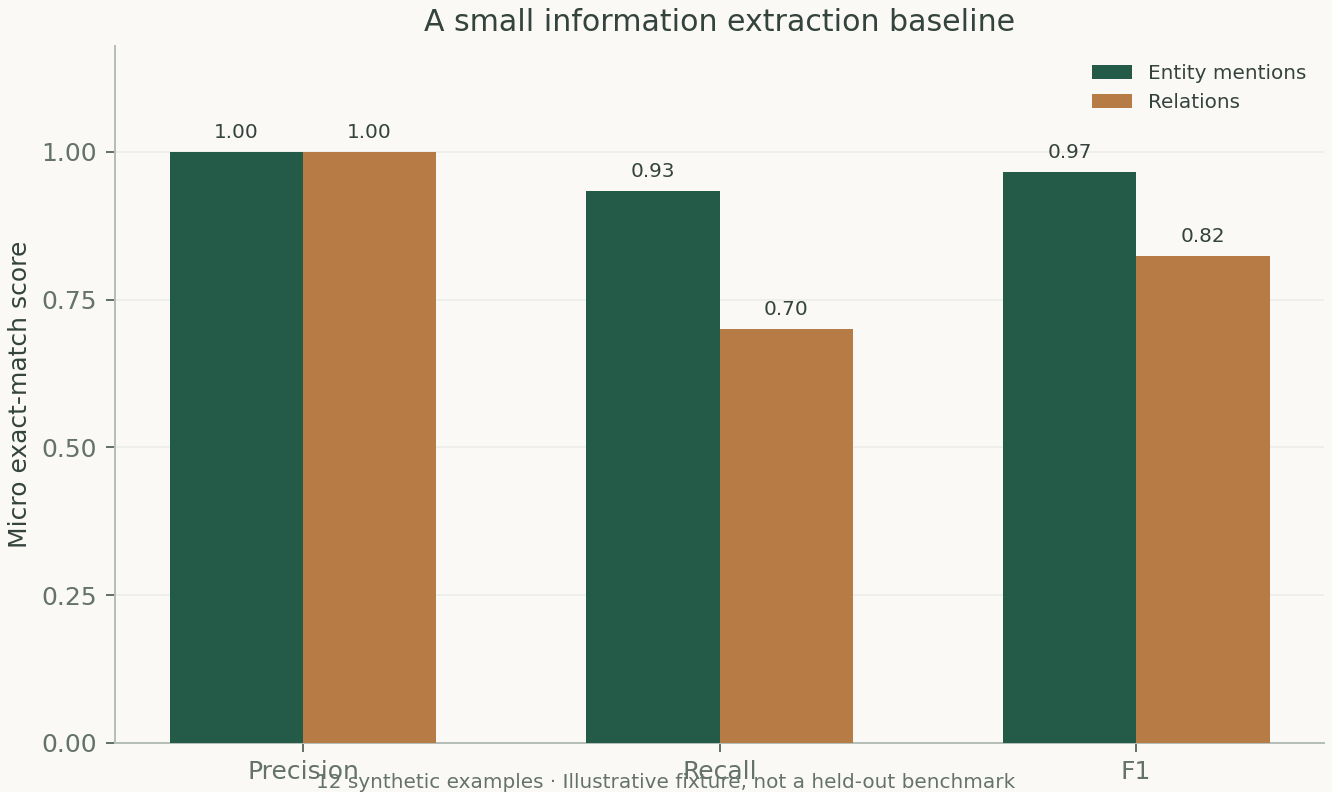 A small information extraction baseline
Entity mentions
Relations
1.00
1.00
0.93
0.70
0.97
0.82
Micro exact-match score
1.00
0.75
0.50
0.25
0.00
Precision
Recall
F1
12 synthetic examples · Illustrative fixture, not a held-out benchmark